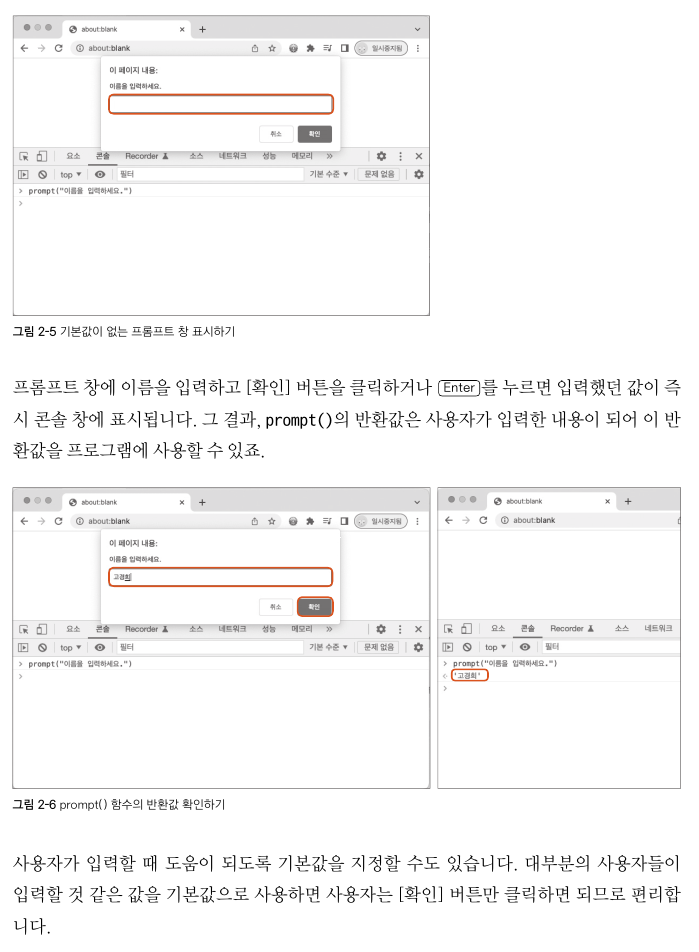 about:blank
about:blank
일시중지됨
이 페이지 내용:
이름을 입력하세요.
취소
확인
요소 콘솔 Recorder 소스 네트워크 성능 메모리 »
top ▼ 필터 기본 수준 ▼ 문제 없음
> prompt("이름을 입력하세요.")
>
그림 2-5 기본값이 없는 프롬프트 창 표시하기
프롬프트 창에 이름을 입력하고 [확인] 버튼을 클릭하거나 Enter를 누르면 입력했던 값이 즉
시 콘솔 창에 표시됩니다. 그 결과, prompt()의 반환값은 사용자가 입력한 내용이 되어 이 반
환값을 프로그램에 사용할 수 있죠.
about:blank
about:blank
일시중지됨
이 페이지 내용:
이름을 입력하세요.
고경희
취소
확인
요소 콘솔 Recorder 소스 네트워크 성능 메모리 »
top ▼ 필터 기본 수준 ▼ 문제 없음
> prompt("이름을 입력하세요.")
>
about:blank
about:blank
요소 콘솔 Recorder 소스 네트워크
top ▼ 필터
> prompt("이름을 입력하세요.")
'고경희'
>
그림 2-6 prompt() 함수의 반환값 확인하기
사용자가 입력할 때 도움이 되도록 기본값을 지정할 수도 있습니다. 대부분의 사용자들이
입력할 것 같은 값을 기본값으로 사용하면 사용자는 [확인] 버튼만 클릭하면 되므로 편리합
니다.